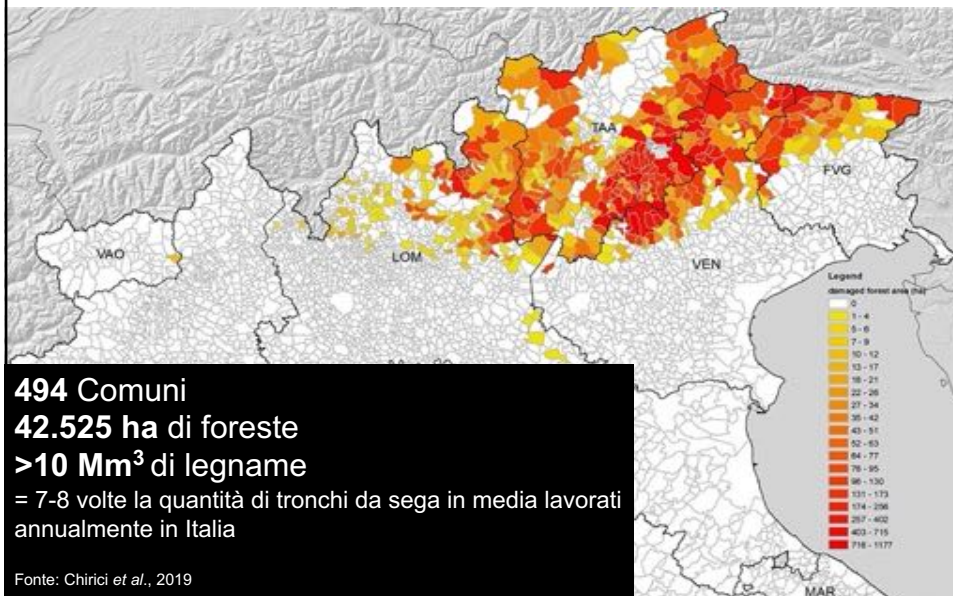 TAA
FVG
VAO
LOM
VEN
Legend
damaged forest area (ha)
0
1 - 4
5 - 6
7 - 9
10 - 12
13 - 17
18 - 21
22 - 26
27 - 34
35 - 42
43 - 51
52 - 63
64 - 77
78 - 95
96 - 130
131 - 173
174 - 256
257 - 402
403 - 715
716 - 1177
MAR
494 Comuni
42.525 ha di foreste
>10 Mm³ di legname
= 7-8 volte la quantità di tronchi da sega in media lavorati
annualmente in Italia
Fonte: Chirici et al., 2019